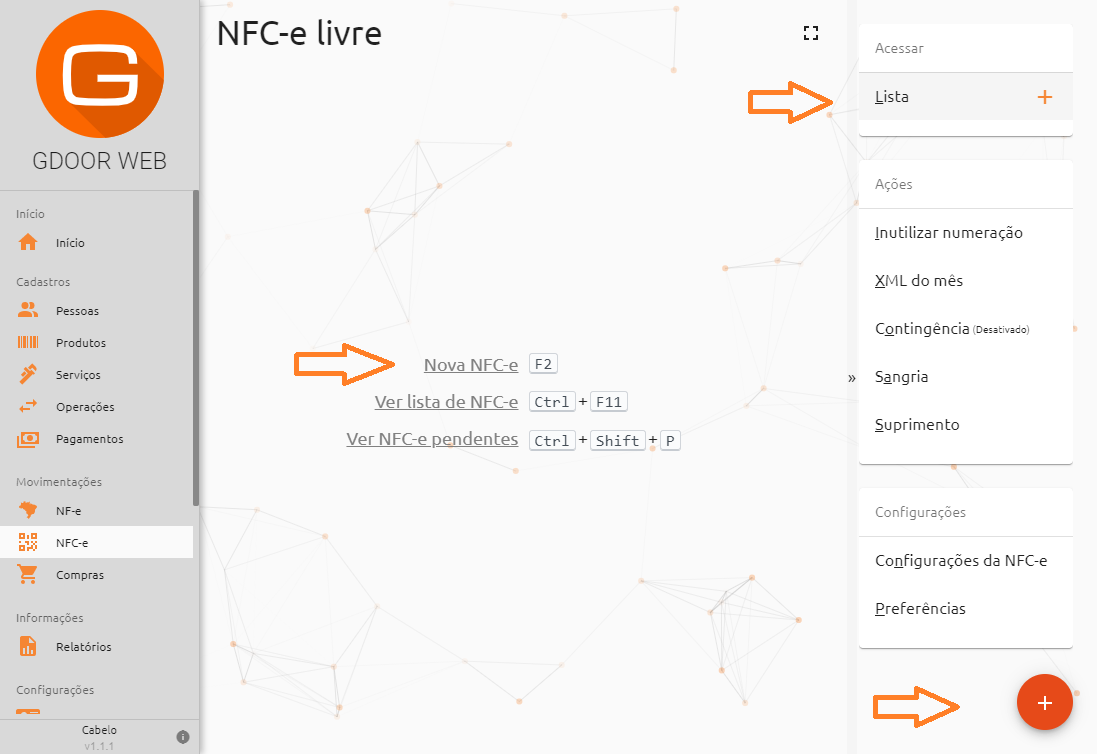 GDOOR WEB
Início
Início
Cadastros
Pessoas
Produtos
Serviços
Operações
Pagamentos
Movimentações
NF-e
NFC-e
Compras
Informações
Relatórios
Configurações
Cabelo
v1.1.1
NFC-e livre
Nova NFC-e F2
Ver lista de NFC-e Ctrl + F11
Ver NFC-e pendentes Ctrl + Shift + P
»
Acessar
Lista +
Ações
Inutilizar numeração
XML do mês
Contingência (Desativado)
Sangria
Suprimento
Configurações
Configurações da NFC-e
Preferências
+